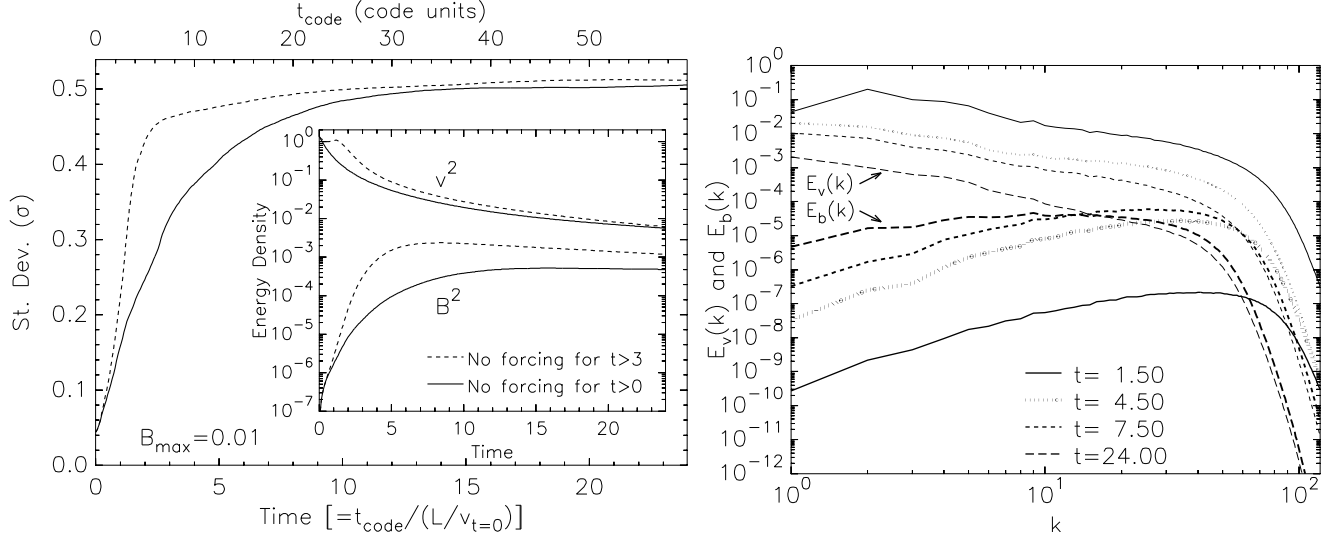 t_code (code units)
0 10 20 30 40 50
St. Dev. (σ)
0.5
0.4
0.3
0.2
0.1
0.0
B_max=0.01
0 5 10 15 20
Time [=t_code/(L/v_t=0)]
0 5 10 15 20
Energy Density
10^0
10^-1
10^-2
10^-3
10^-4
10^-5
10^-6
10^-7
v^2
B^2
No forcing for t>3
No forcing for t>0
0 5 10 15 20
Time
E_v(k) and E_b(k)
10^0
10^-1
10^-2
10^-3
10^-4
10^-5
10^-6
10^-7
10^-8
10^-9
10^-10
10^-11
10^-12
E_v(k)
E_b(k)
t= 1.50
t= 4.50
t= 7.50
t=24.00
10^0 10^1 10^2
k